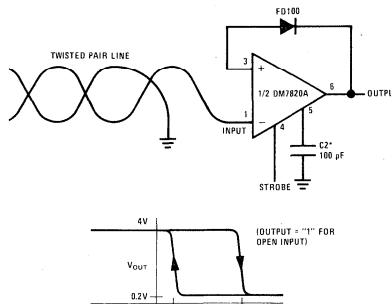 FD100
TWISTED PAIR LINE
3
+
1/2 DM7820A
6
OUTPU
1
−
INPUT
4
5
C2*
100 pF
STROBE
4V
(OUTPUT = "1" FOR
OPEN INPUT)
VOUT
0.2V